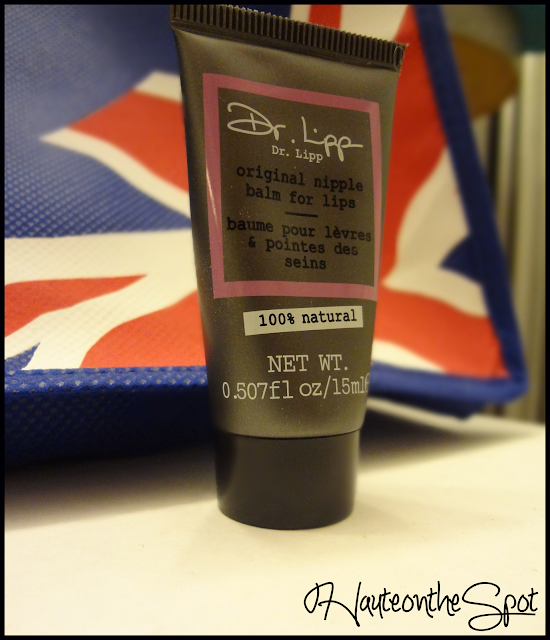 Dr. Lipp
Dr. Lipp
original nipple
balm for lips
baume pour lèvres
& pointes des
seins
100% natural
NET WT.
0.507fl oz/15ml℮
HauteontheSpot